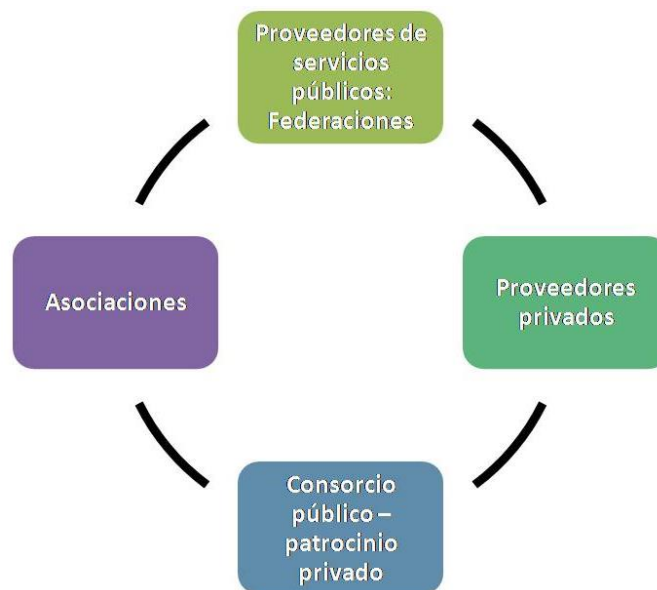 Proveedores de
servicios
públicos:
Federaciones
Asociaciones
Proveedores
privados
Consorcio
público –
patrocinio
privado